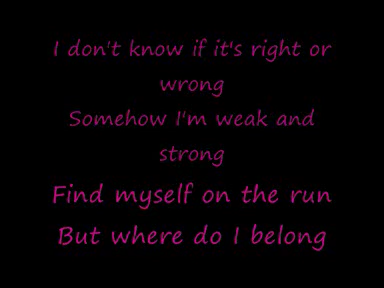 I don't know if it's right or
wrong
Somehow I'm weak and
strong
Find myself on the run
But where do I belong